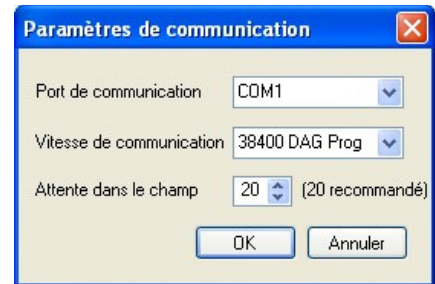 Paramètres de communication
Port de communication COM1
Vitesse de communication 38400 DAG Prog
Attente dans le champ 20 (20 recommandé)
OK Annuler